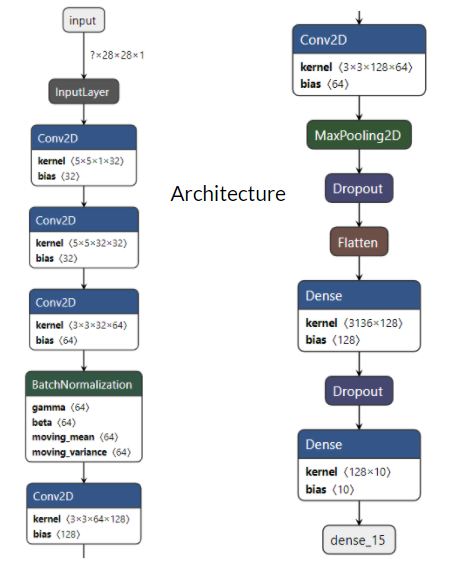 input
?×28×28×1
InputLayer
Conv2D
kernel ⟨5×5×1×32⟩
bias ⟨32⟩
Conv2D
kernel ⟨5×5×32×32⟩
bias ⟨32⟩
Conv2D
kernel ⟨3×3×32×64⟩
bias ⟨64⟩
BatchNormalization
gamma ⟨64⟩
beta ⟨64⟩
moving_mean ⟨64⟩
moving_variance ⟨64⟩
Conv2D
kernel ⟨3×3×64×128⟩
bias ⟨128⟩
Architecture
Conv2D
kernel ⟨3×3×128×64⟩
bias ⟨64⟩
MaxPooling2D
Dropout
Flatten
Dense
kernel ⟨3136×128⟩
bias ⟨128⟩
Dropout
Dense
kernel ⟨128×10⟩
bias ⟨10⟩
dense_15